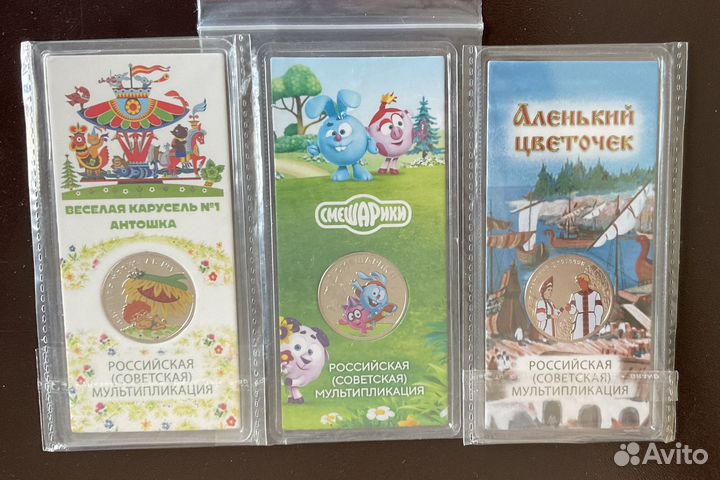 ВЕСЕЛАЯ КАРУСЕЛЬ №1
АНТОШКА
РОССИЙСКАЯ
(СОВЕТСКАЯ)
МУЛЬТИПЛИКАЦИЯ
СМЕШАРИКИ
РОССИЙСКАЯ
(СОВЕТСКАЯ)
МУЛЬТИПЛИКАЦИЯ
Аленький
цветочек
РОССИЙСКАЯ
(СОВЕТСКАЯ)
МУЛЬТИПЛИКАЦИЯ
Avito